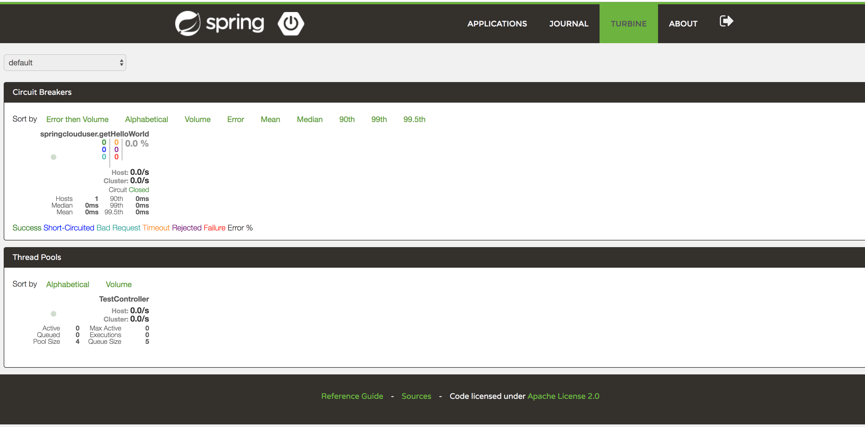 spring
APPLICATIONS JOURNAL TURBINE ABOUT
default
Circuit Breakers
Sort by Error then Volume Alphabetical Volume Error Mean Median 90th 99th 99.5th
springclouduser.getHelloWorld
0 0 0.0 %
0 0
0 0
Host: 0.0/s
Cluster: 0.0/s
Circuit Closed
Hosts 1 90th 0ms
Median 0ms 99th 0ms
Mean 0ms 99.5th 0ms
Success Short-Circuited Bad Request Timeout Rejected Failure Error %
Thread Pools
Sort by Alphabetical Volume
TestController
Host: 0.0/s
Cluster: 0.0/s
Active 0 Max Active 0
Queued 0 Executions 0
Pool Size 4 Queue Size 5
Reference Guide - Sources - Code licensed under Apache License 2.0